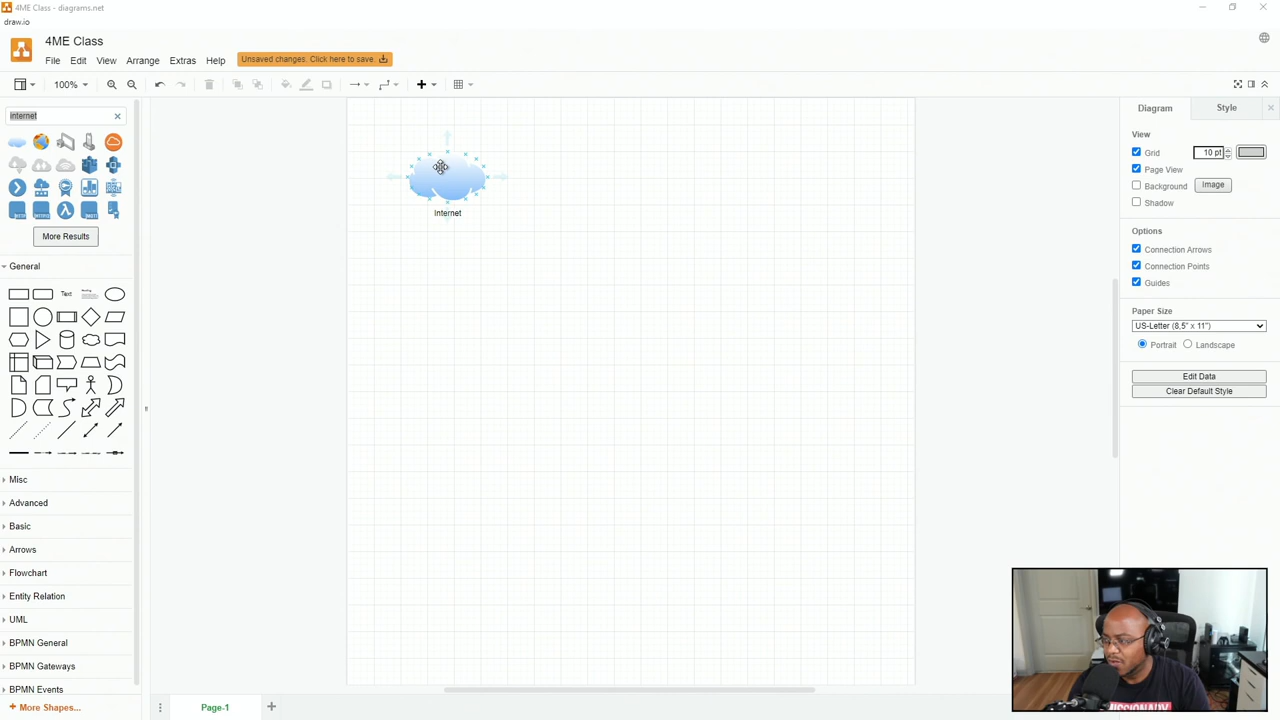 4ME Class - diagrams.net
draw.io
4ME Class
File Edit View Arrange Extras Help
Unsaved changes. Click here to save.
100%
internet
More Results
General
Text
Misc
Advanced
Basic
Arrows
Flowchart
Entity Relation
UML
BPMN General
BPMN Gateways
BPMN Events
+ More Shapes...
Internet
Page-1
Diagram Style
View
Grid 10 pt
Page View
Background Image
Shadow
Options
Connection Arrows
Connection Points
Guides
Paper Size
US-Letter (8,5" x 11")
Portrait Landscape
Edit Data
Clear Default Style